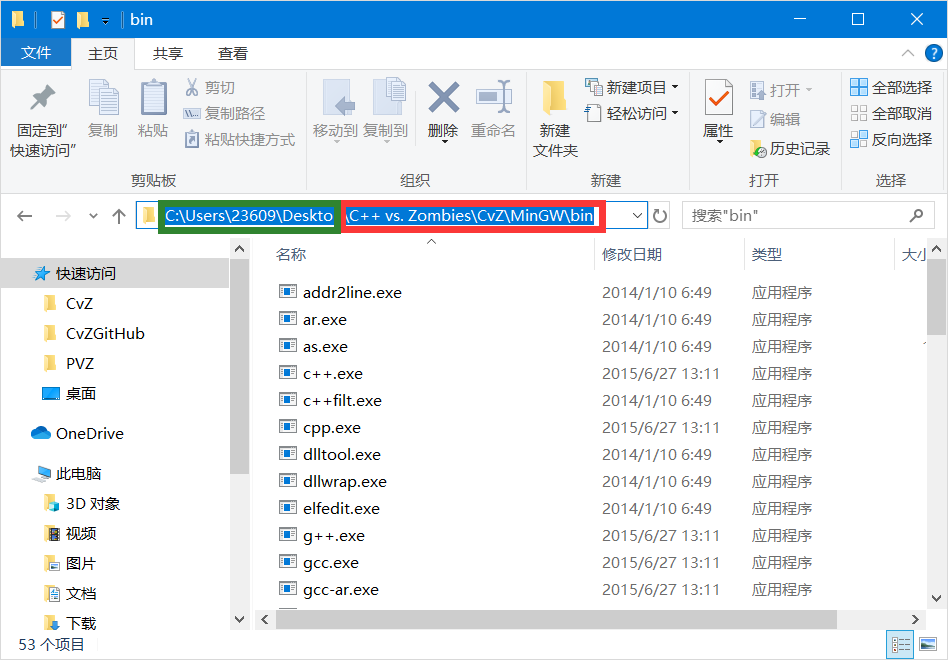 bin
文件 主页 共享 查看
固定到"快速访问" 复制 粘贴 剪切 复制路径 粘贴快捷方式
剪贴板
移动到 复制到 删除 重命名
组织
新建文件夹 新建项目 轻松访问
新建
属性 打开 编辑 历史记录
打开
全部选择 全部取消 反向选择
选择
C:\Users\23609\Deskto \C++ vs. Zombies\CvZ\MinGW\bin
搜索"bin"
快速访问
CvZ
CvZGitHub
PVZ
桌面
OneDrive
此电脑
3D 对象
视频
图片
文档
下载
名称 修改日期 类型 大小
addr2line.exe 2014/1/10 6:49 应用程序
ar.exe 2014/1/10 6:49 应用程序
as.exe 2014/1/10 6:49 应用程序
c++.exe 2015/6/27 13:11 应用程序
c++filt.exe 2014/1/10 6:49 应用程序
cpp.exe 2015/6/27 13:11 应用程序
dlltool.exe 2014/1/10 6:49 应用程序
dllwrap.exe 2014/1/10 6:49 应用程序
elfedit.exe 2014/1/10 6:49 应用程序
g++.exe 2015/6/27 13:11 应用程序
gcc.exe 2015/6/27 13:11 应用程序
gcc-ar.exe 2015/6/27 13:11 应用程序
53 个项目